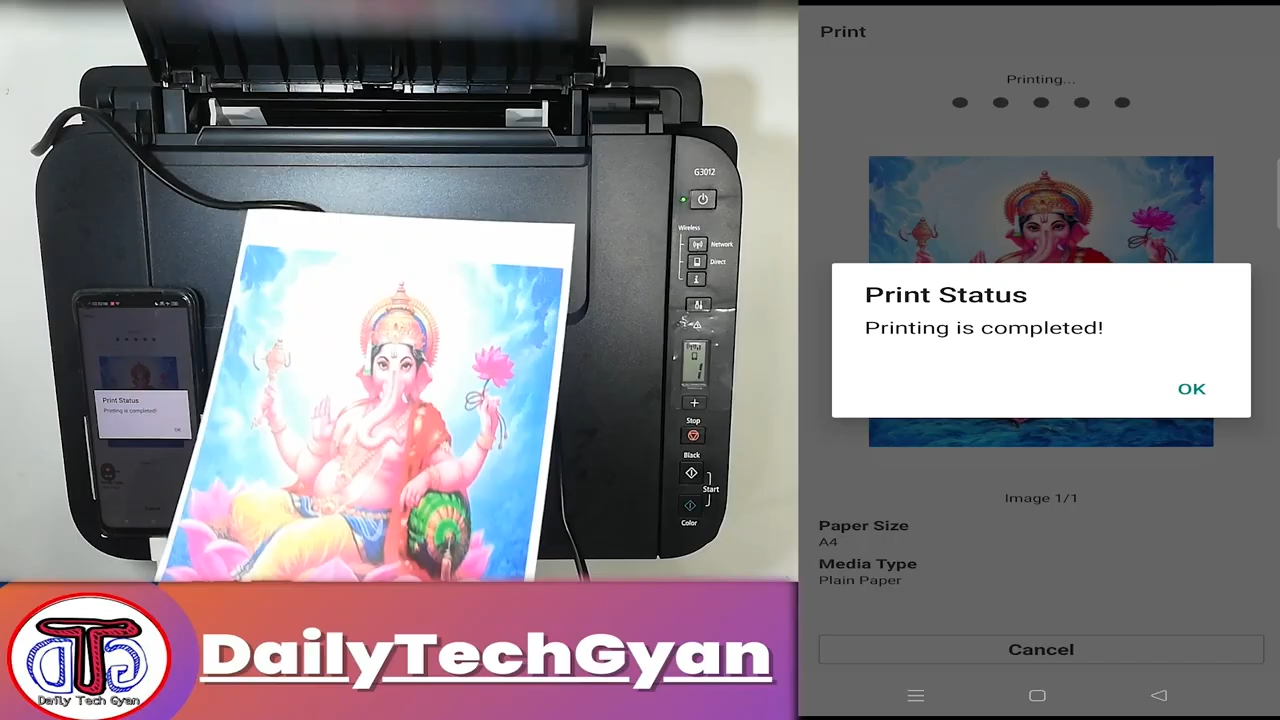 G3012
Wireless
Network
Direct
Stop
Black
Start
Color
Print Status
Printing is completed!
OK
DailyTechGyan
Daily Tech Gyan
Print
Printing...
Print Status
Printing is completed!
OK
Image 1/1
Paper Size
A4
Media Type
Plain Paper
Cancel